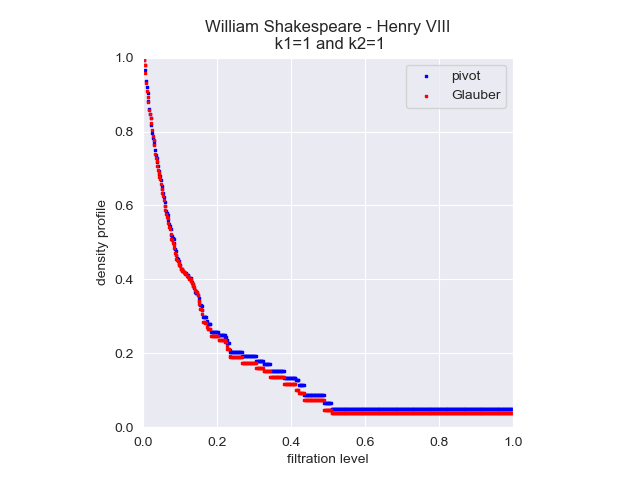 William Shakespeare - Henry VIII
k1=1 and k2=1
pivot
Glauber
density profile
1.0
0.8
0.6
0.4
0.2
0.0
0.0 0.2 0.4 0.6 0.8 1.0
filtration level